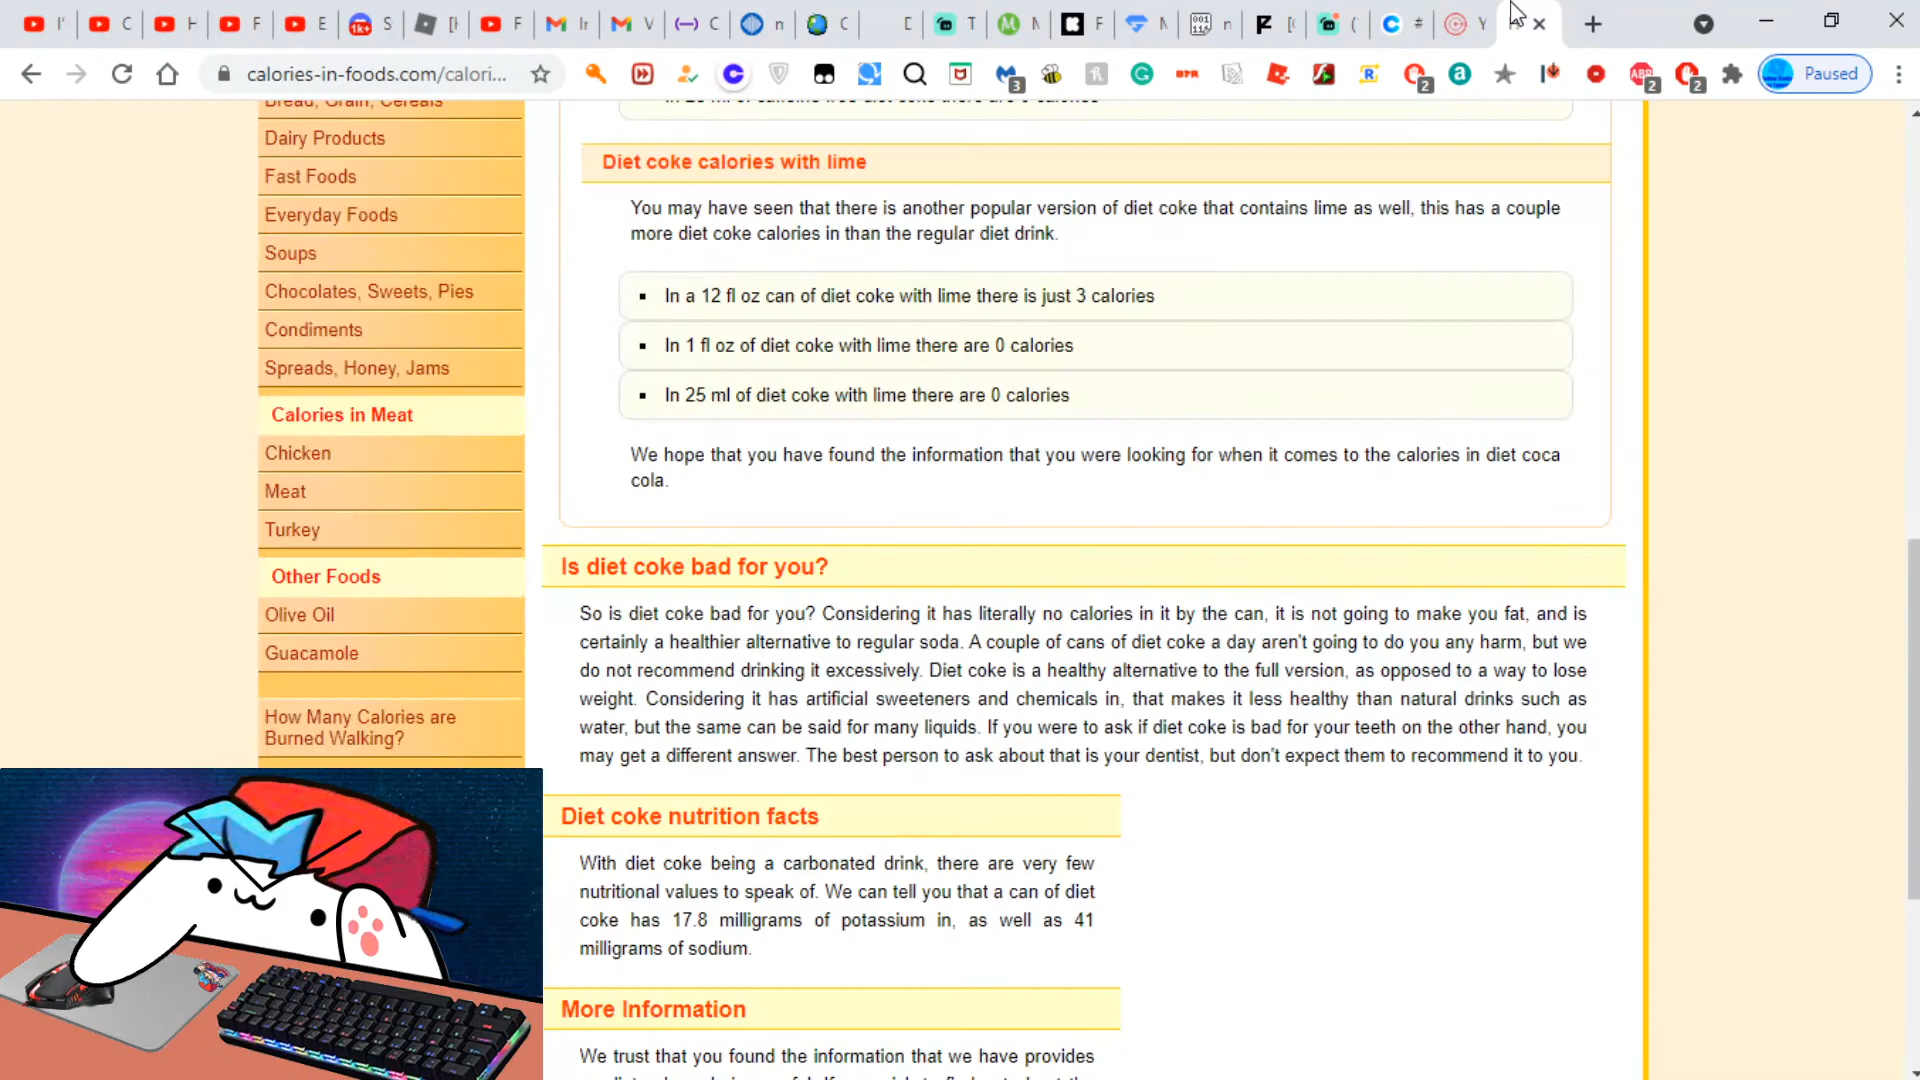 calories-in-foods.com/calori...
Paused
Bread, Grain, Cereals
Dairy Products
Fast Foods
Everyday Foods
Soups
Chocolates, Sweets, Pies
Condiments
Spreads, Honey, Jams
Calories in Meat
Chicken
Meat
Turkey
Other Foods
Olive Oil
Guacamole
How Many Calories are
Burned Walking?
Diet coke calories with lime
You may have seen that there is another popular version of diet coke that contains lime as well, this has a couple
more diet coke calories in than the regular diet drink.
In a 12 fl oz can of diet coke with lime there is just 3 calories
In 1 fl oz of diet coke with lime there are 0 calories
In 25 ml of diet coke with lime there are 0 calories
We hope that you have found the information that you were looking for when it comes to the calories in diet coca
cola.
Is diet coke bad for you?
So is diet coke bad for you? Considering it has literally no calories in it by the can, it is not going to make you fat, and is
certainly a healthier alternative to regular soda. A couple of cans of diet coke a day aren't going to do you any harm, but we
do not recommend drinking it excessively. Diet coke is a healthy alternative to the full version, as opposed to a way to lose
weight. Considering it has artificial sweeteners and chemicals in, that makes it less healthy than natural drinks such as
water, but the same can be said for many liquids. If you were to ask if diet coke is bad for your teeth on the other hand, you
may get a different answer. The best person to ask about that is your dentist, but don't expect them to recommend it to you.
Diet coke nutrition facts
With diet coke being a carbonated drink, there are very few
nutritional values to speak of. We can tell you that a can of diet
coke has 17.8 milligrams of potassium in, as well as 41
milligrams of sodium.
More Information
We trust that you found the information that we have provides